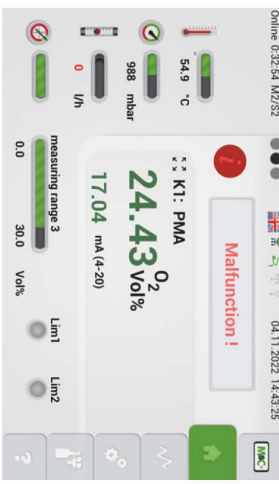 Online 0:32:54 M2/S2
04.11.2022 14:43:25
M&C
54.9 °C
988 mbar
0 l/h
Malfunction !
K1: PMA
24.43 O2 Vol%
17.04 mA (4-20)
measuring range 3
0.0 30.0 Vol%
Lim1
Lim2
?